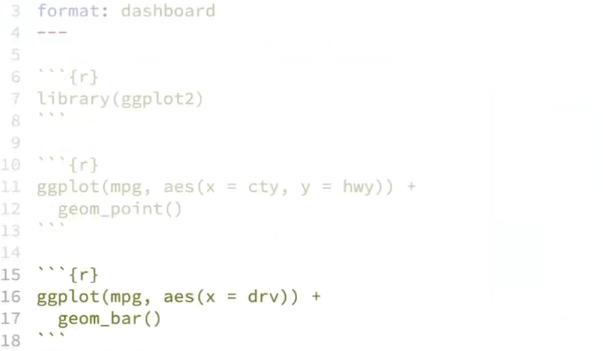 3 format: dashboard
4 ---
5
6 ```{r}
7 library(ggplot2)
8 ```
9
10 ```{r}
11 ggplot(mpg, aes(x = cty, y = hwy)) +
12   geom_point()
13 ```
14
15 ```{r}
16 ggplot(mpg, aes(x = drv)) +
17   geom_bar()
18 ```